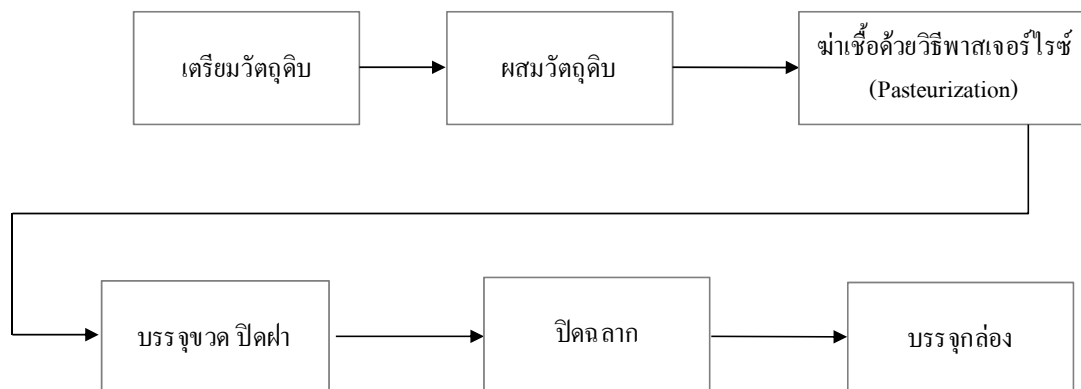 เตรียมวัตถุดิบ
ผสมวัตถุดิบ
ฆ่าเชื้อด้วยวิธีพาสเจอร์ไรซ์
(Pasteurization)
บรรจุขวด ปิดฝา
ปิดฉลาก
บรรจุกล่อง